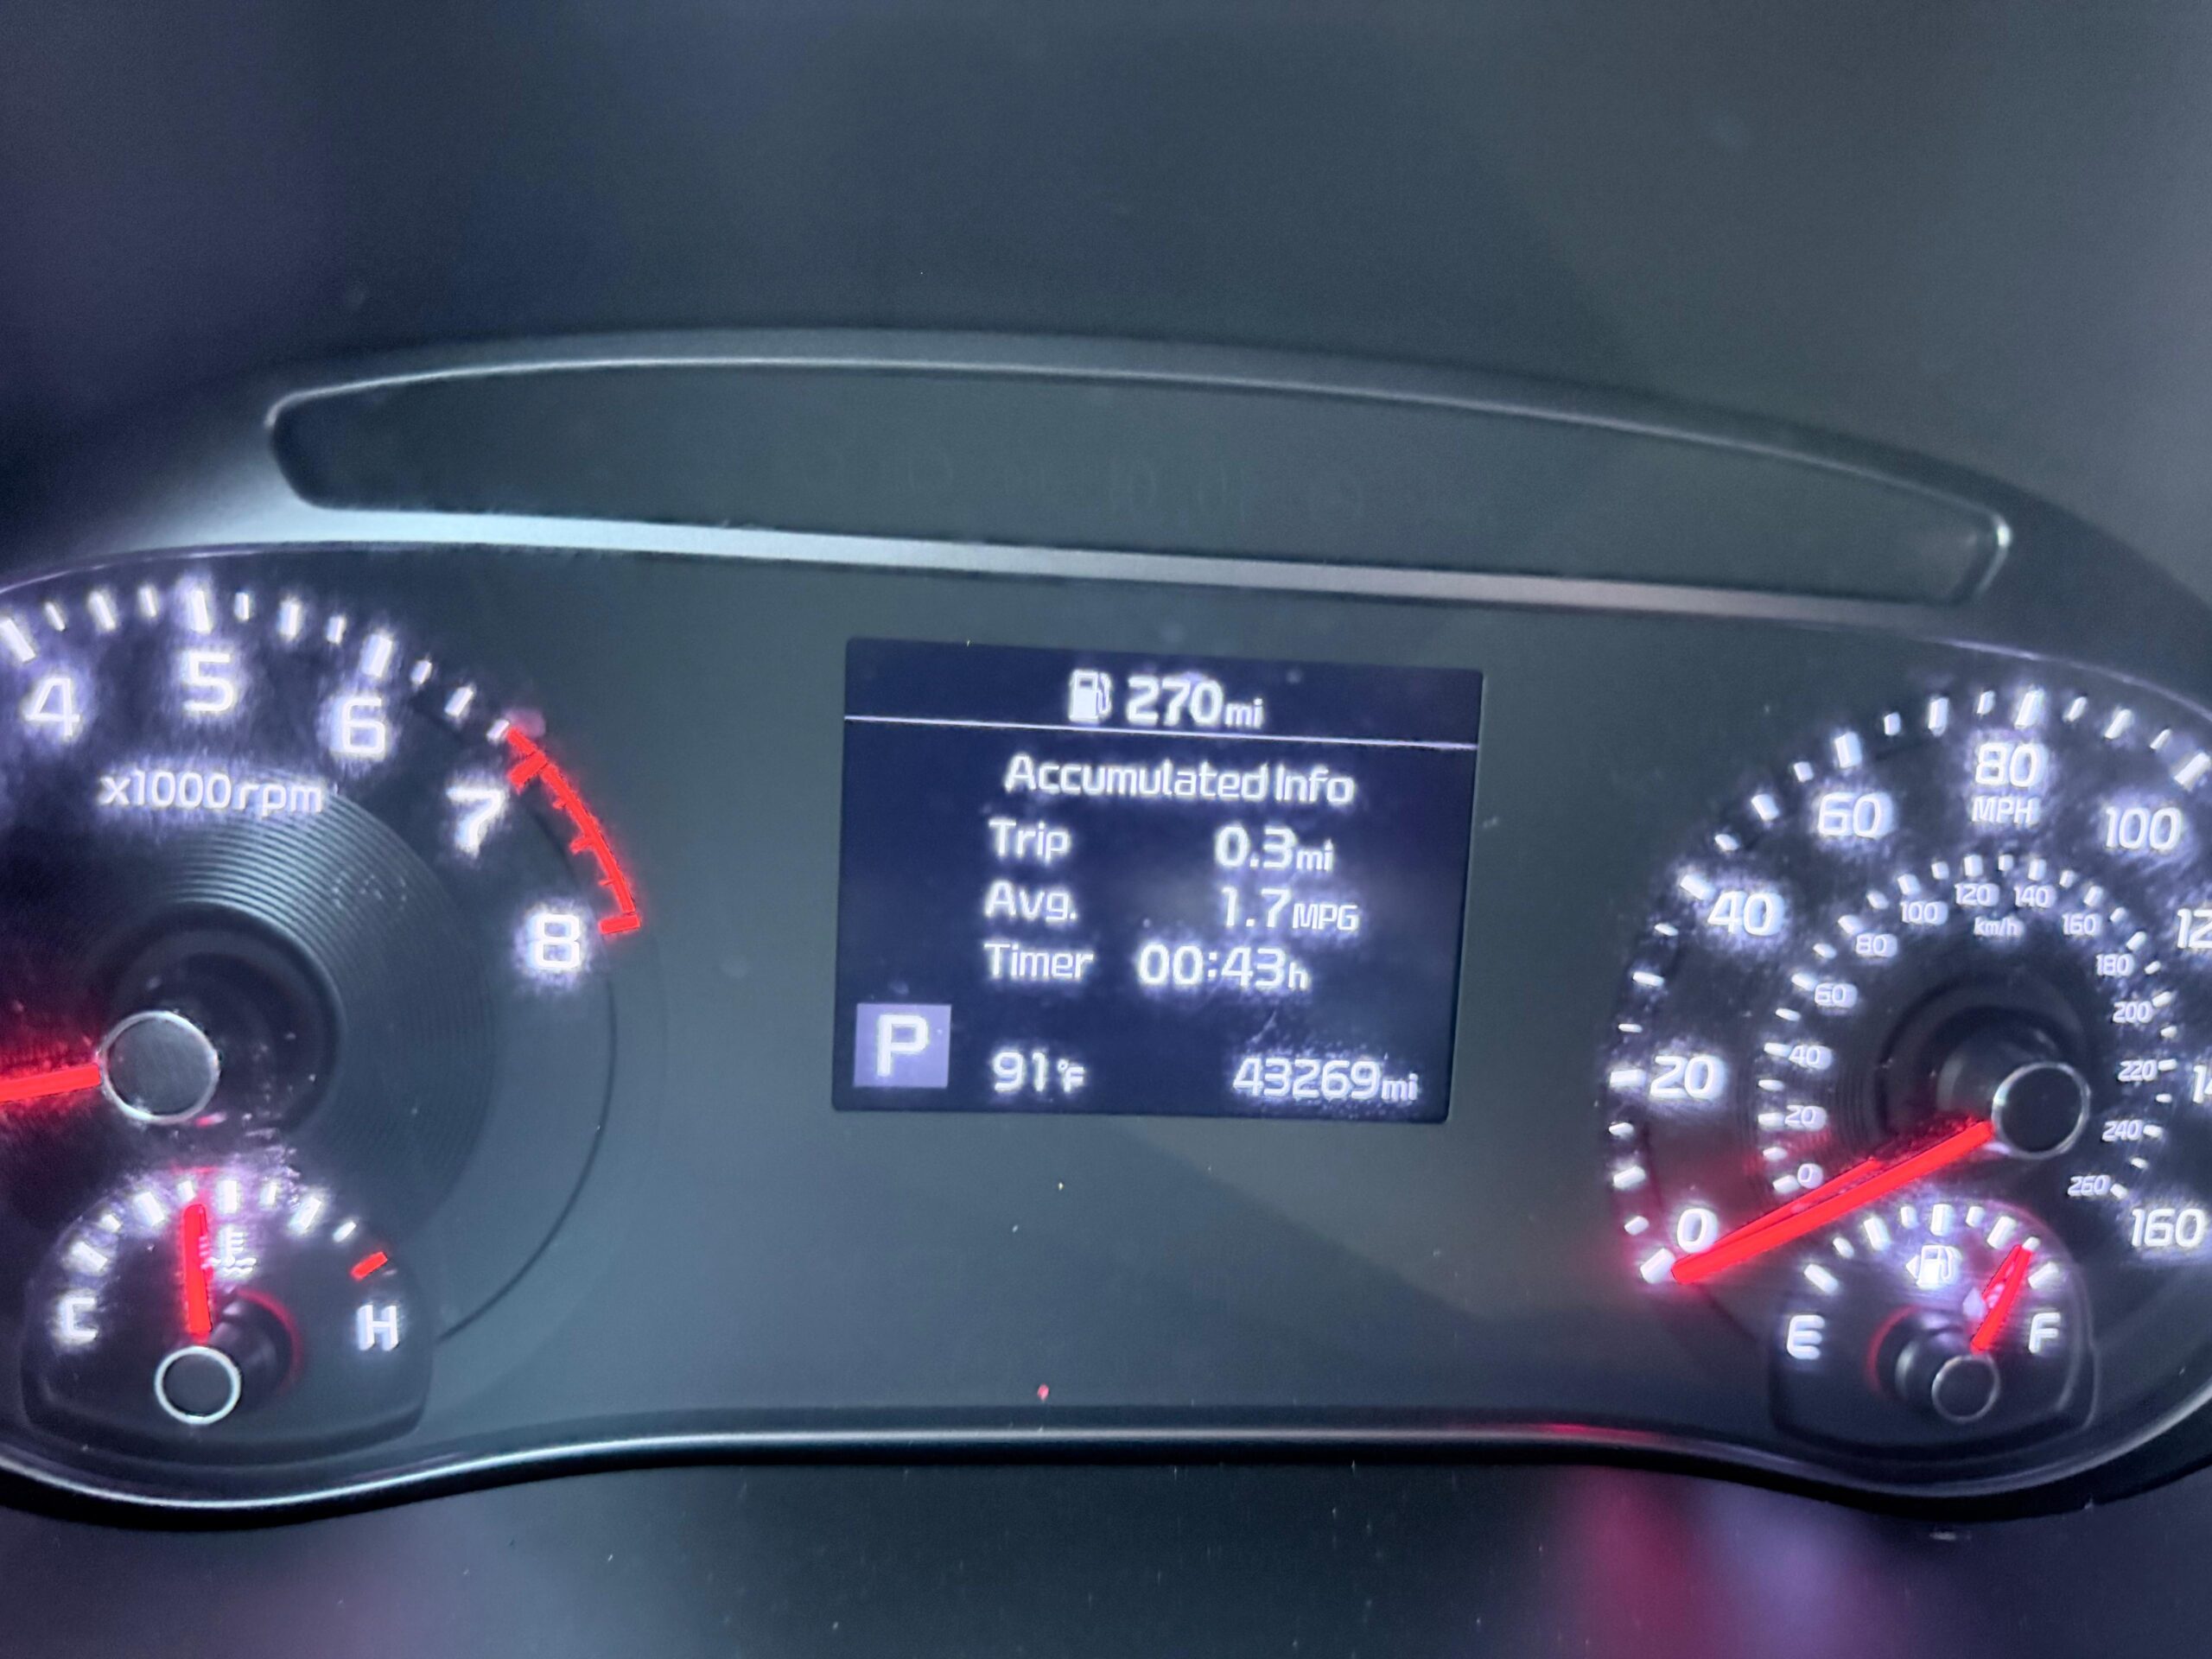 4
5
6
7
8
x1000rpm
C
H
270mi
Accumulated Info
Trip 0.3mi
Avg. 1.7MPG
Timer 00:43h
P 91°F 43269mi
0
20
40
60
80
MPH
100
160
0
20
40
60
80
100
120
140
160
180
200
220
240
260
km/h
E
F